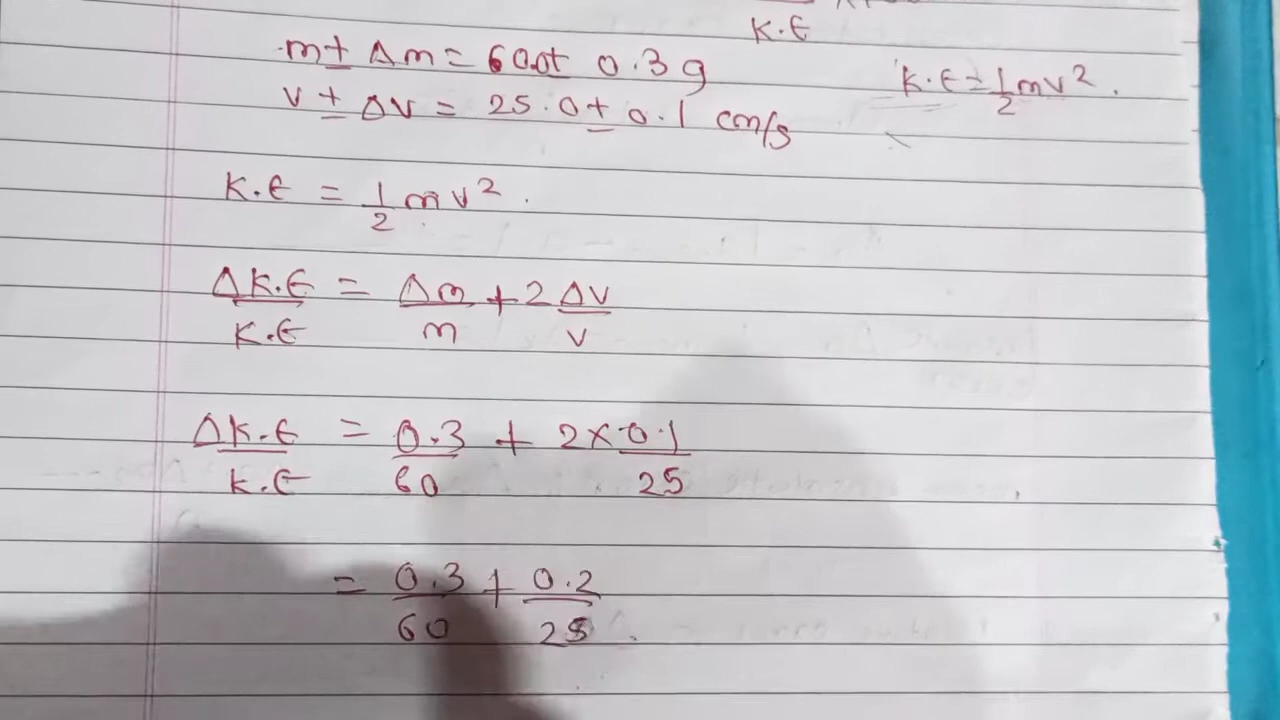 K.E
m ± Δm = 60.0± 0.3 g
K.E = 1/2 mv².
v ± Δv = 25.0 ± 0.1 cm/s
K.E = 1/2 mv².
ΔK.E/K.E = Δm/m + 2 Δv/v
ΔK.E/K.E = 0.3/60 + 2×0.1/25
= 0.3/60 + 0.2/25.